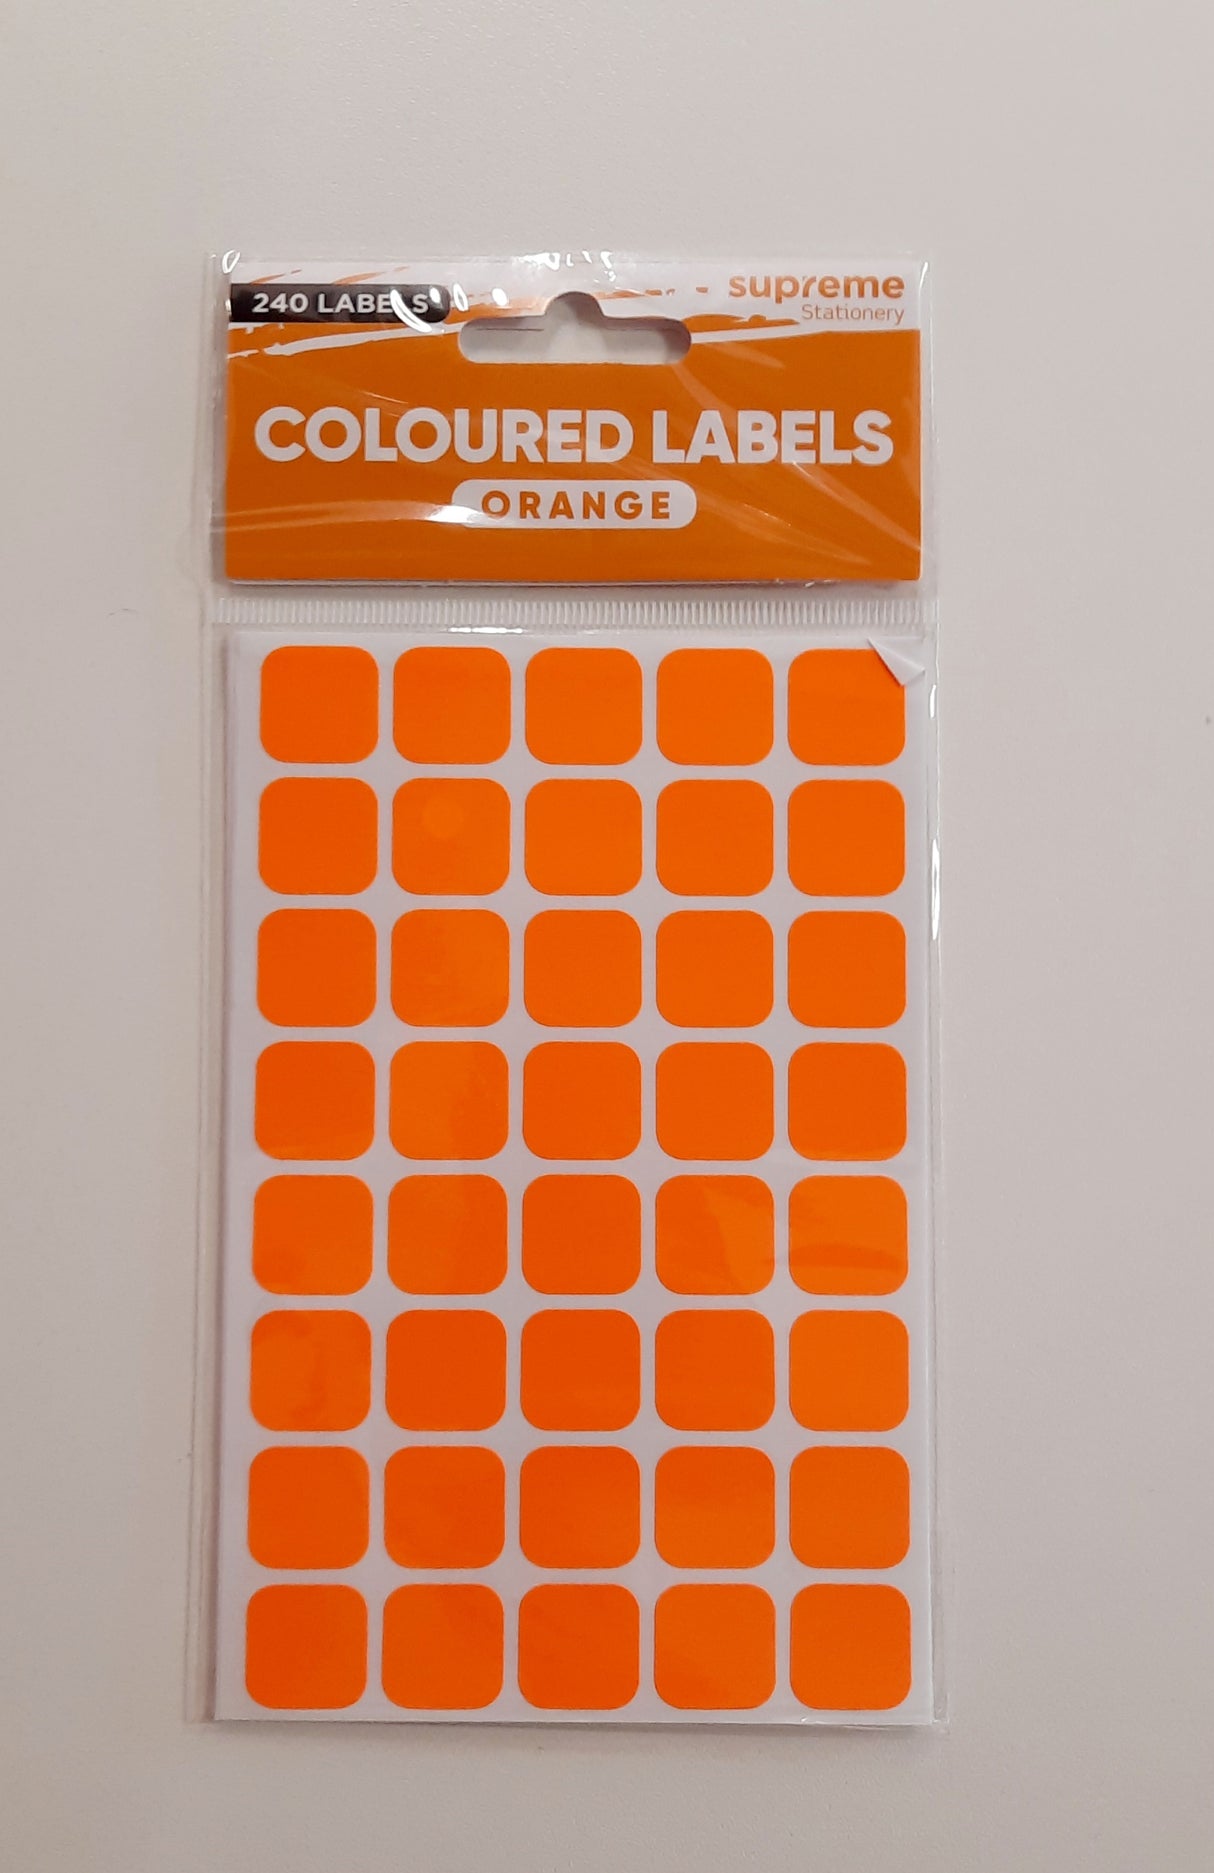 240 LABELS
supreme
Stationery
COLOURED LABELS
ORANGE